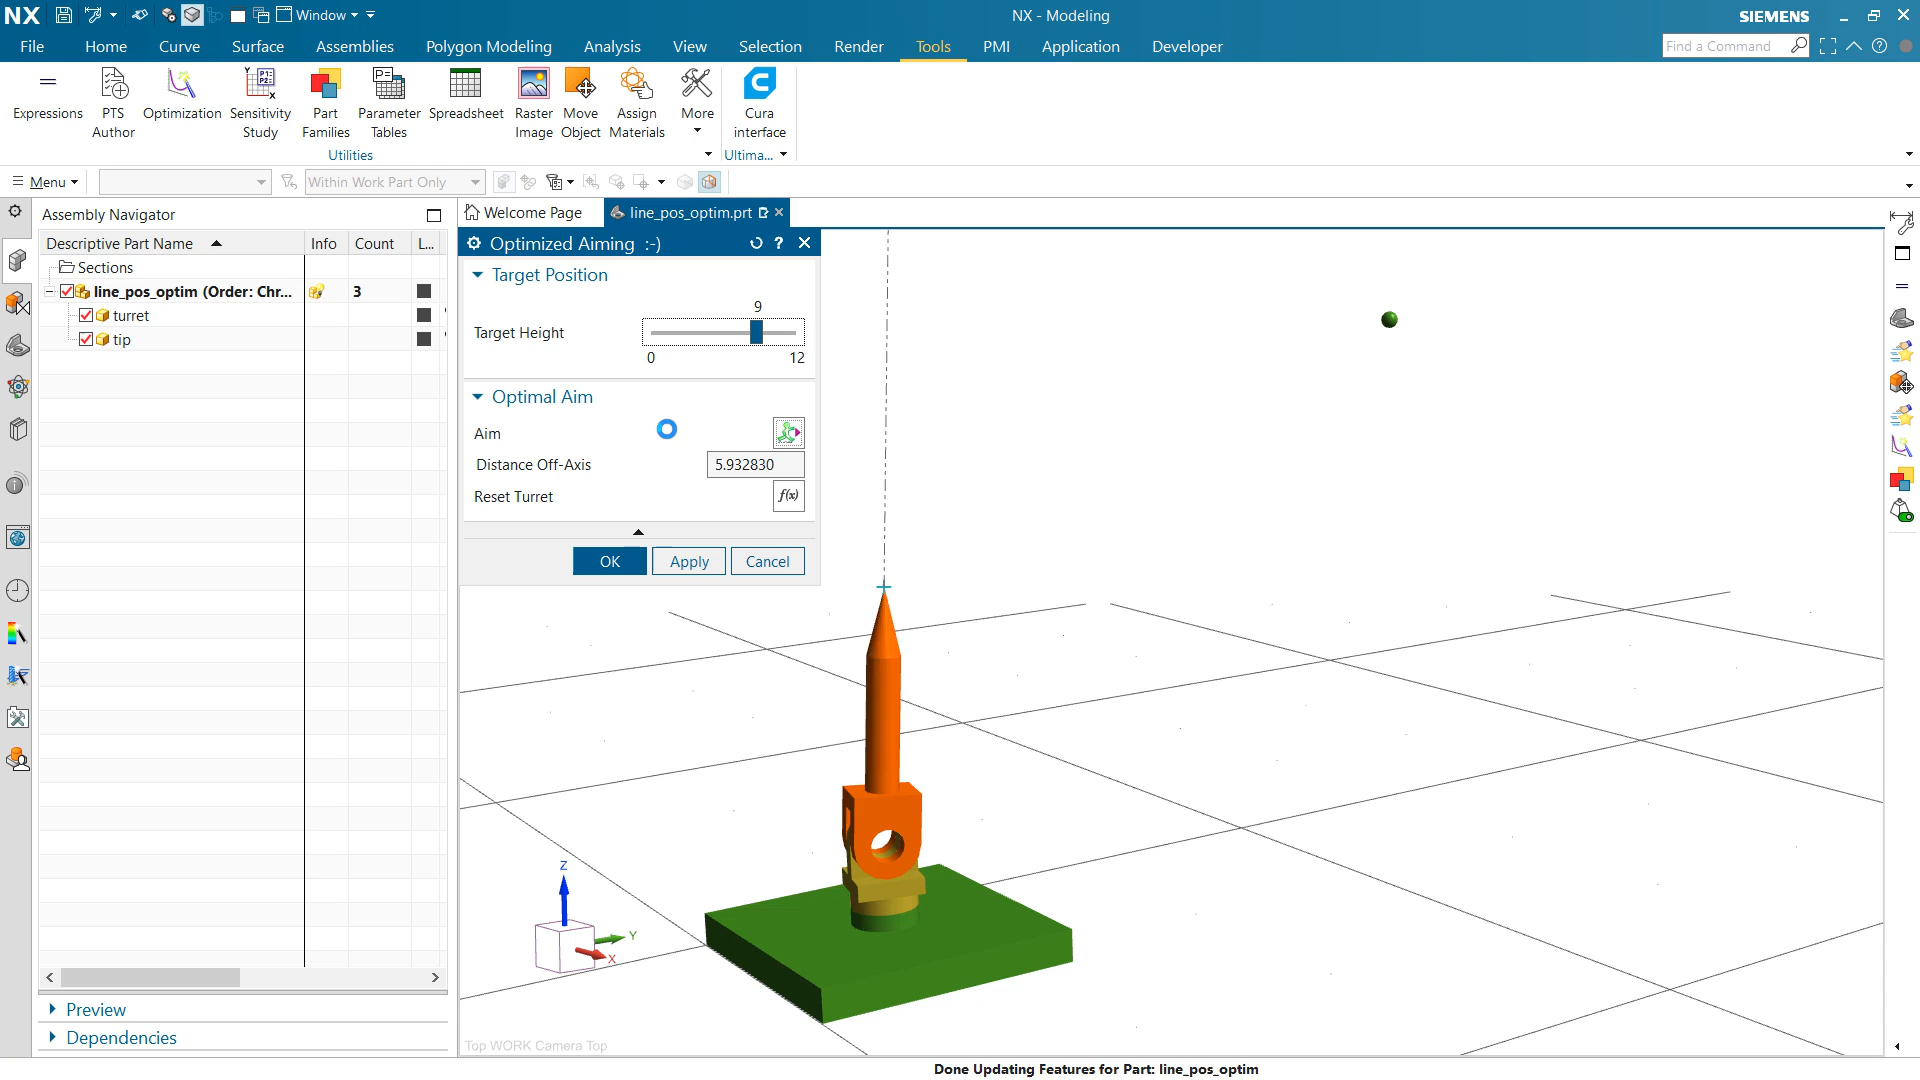 NX
Window
NX - Modeling
SIEMENS
File
Home
Curve
Surface
Assemblies
Polygon Modeling
Analysis
View
Selection
Render
Tools
PMI
Application
Developer
Find a Command
Expressions
PTS
Author
Optimization
Sensitivity
Study
Part
Families
Parameter
Tables
Spreadsheet
Raster
Image
Move
Object
Assign
Materials
More
Cura
interface
Utilities
Ultima...
Menu
Within Work Part Only
Assembly Navigator
Welcome Page
line_pos_optim.prt
Descriptive Part Name
Info
Count
L...
Sections
line_pos_optim (Order: Chr...
3
turret
tip
Optimized Aiming :-)
Target Position
9
Target Height
0
12
Optimal Aim
Aim
Distance Off-Axis
5.932830
Reset Turret
f(x)
OK
Apply
Cancel
Z
Y
X
Preview
Dependencies
Top WORK Camera Top
Done Updating Features for Part: line_pos_optim